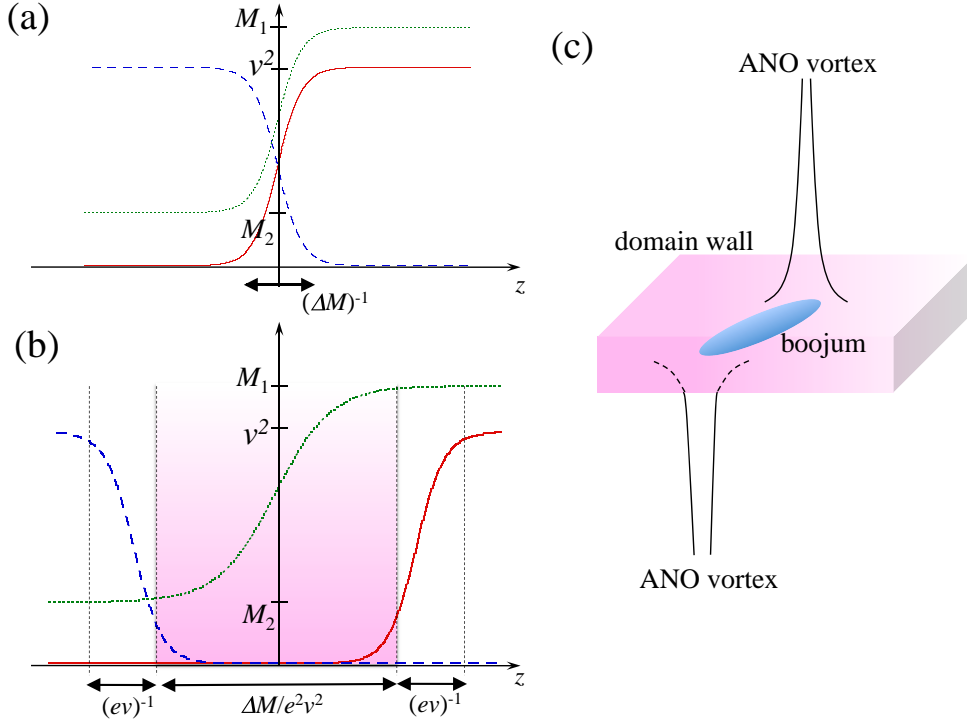 (a)
M₁
v²
M₂
z
(ΔM)⁻¹
(b)
M₁
v²
M₂
z
(ev)⁻¹
ΔM/e²v²
(ev)⁻¹
(c)
ANO vortex
domain wall
boojum
ANO vortex